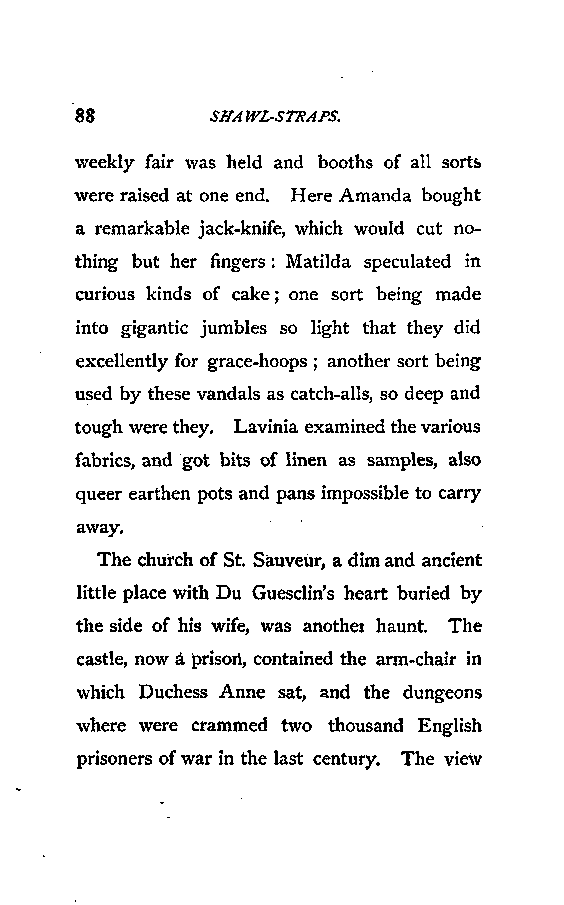 88 SHAWL-STRAPS.
weekly fair was held and booths of all sorts
were raised at one end. Here Amanda bought
a remarkable jack-knife, which would cut no-
thing but her fingers : Matilda speculated in
curious kinds of cake ; one sort being made
into gigantic jumbles so light that they did
excellently for grace-hoops ; another sort being
used by these vandals as catch-alls, so deep and
tough were they. Lavinia examined the various
fabrics, and got bits of linen as samples, also
queer earthen pots and pans impossible to carry
away.
The church of St. Sauveur, a dim and ancient
little place with Du Guesclin's heart buried by
the side of his wife, was another haunt. The
castle, now a prison, contained the arm-chair in
which Duchess Anne sat, and the dungeons
where were crammed two thousand English
prisoners of war in the last century. The view